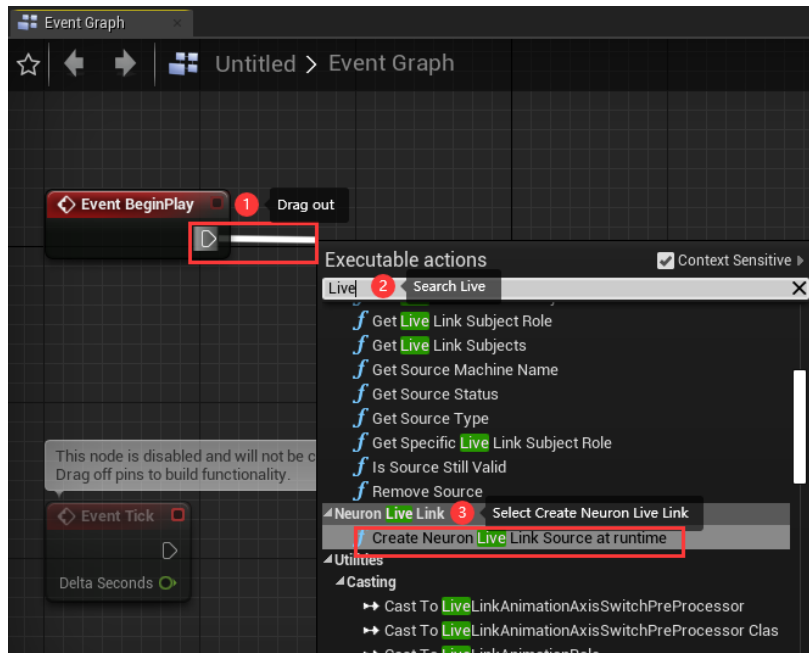 Event Graph
Untitled > Event Graph
Event BeginPlay
1
Drag out
Executable actions
Context Sensitive
Live
2
Search Live
Get Live Link Subject Role
Get Live Link Subjects
Get Source Machine Name
Get Source Status
Get Source Type
Get Specific Live Link Subject Role
Is Source Still Valid
Remove Source
Neuron Live Link
3
Select Create Neuron Live Link
Create Neuron Live Link Source at runtime
Utilities
Casting
Cast To LiveLinkAnimationAxisSwitchPreProcessor
Cast To LiveLinkAnimationAxisSwitchPreProcessor Clas
Cast To LiveLinkAnimationRole
This node is disabled and will not be c
Drag off pins to build functionality.
Event Tick
Delta Seconds